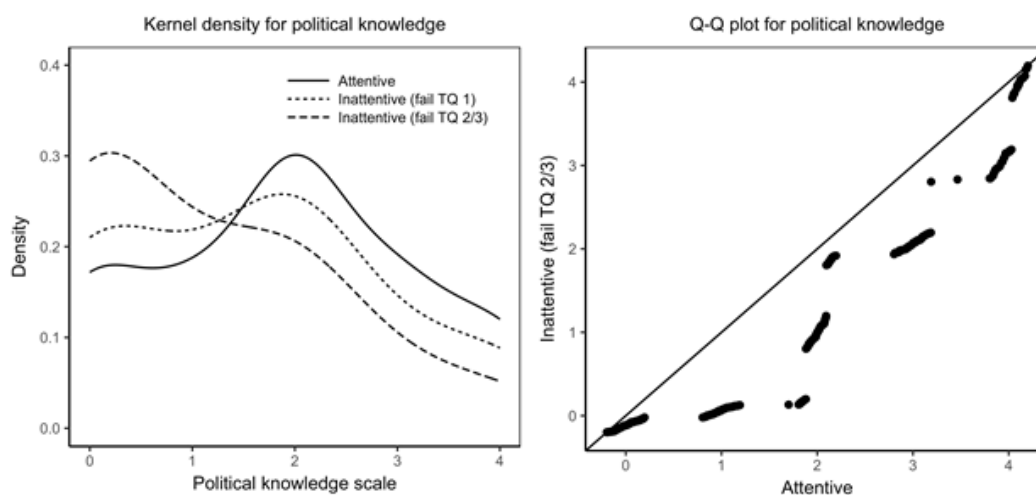 Kernel density for political knowledge
0.4
0.3
0.2
0.1
0.0
Density
Attentive
Inattentive (fail TQ 1)
Inattentive (fail TQ 2/3)
0 1 2 3 4
Political knowledge scale
Q-Q plot for political knowledge
4
3
2
1
0
Inattentive (fail TQ 2/3)
0 1 2 3 4
Attentive